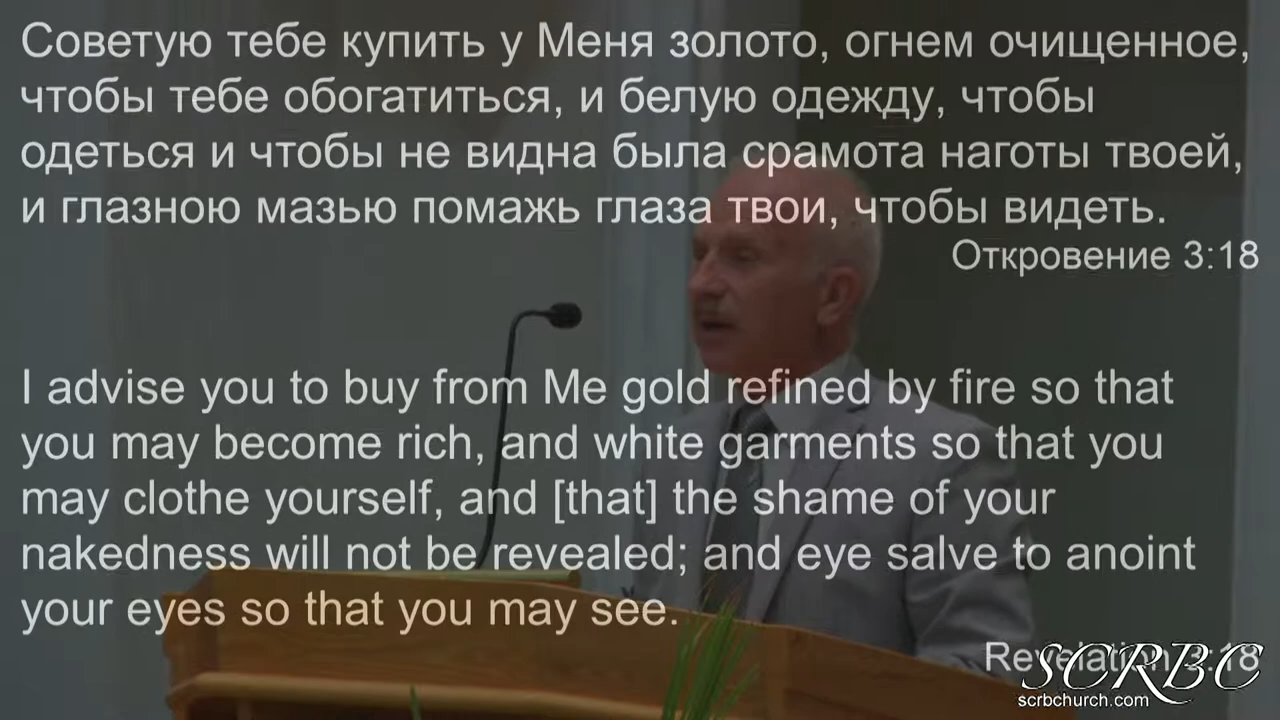 Советую тебе купить у Меня золото, огнем очищенное,
чтобы тебе обогатиться, и белую одежду, чтобы
одеться и чтобы не видна была срамота наготы твоей,
и глазною мазью помажь глаза твои, чтобы видеть.
Откровение 3:18
I advise you to buy from Me gold refined by fire so that
you may become rich, and white garments so that you
may clothe yourself, and [that] the shame of your
nakedness will not be revealed; and eye salve to anoint
your eyes so that you may see.
Revelation 3:18
SCRBC
scrbchurch.com